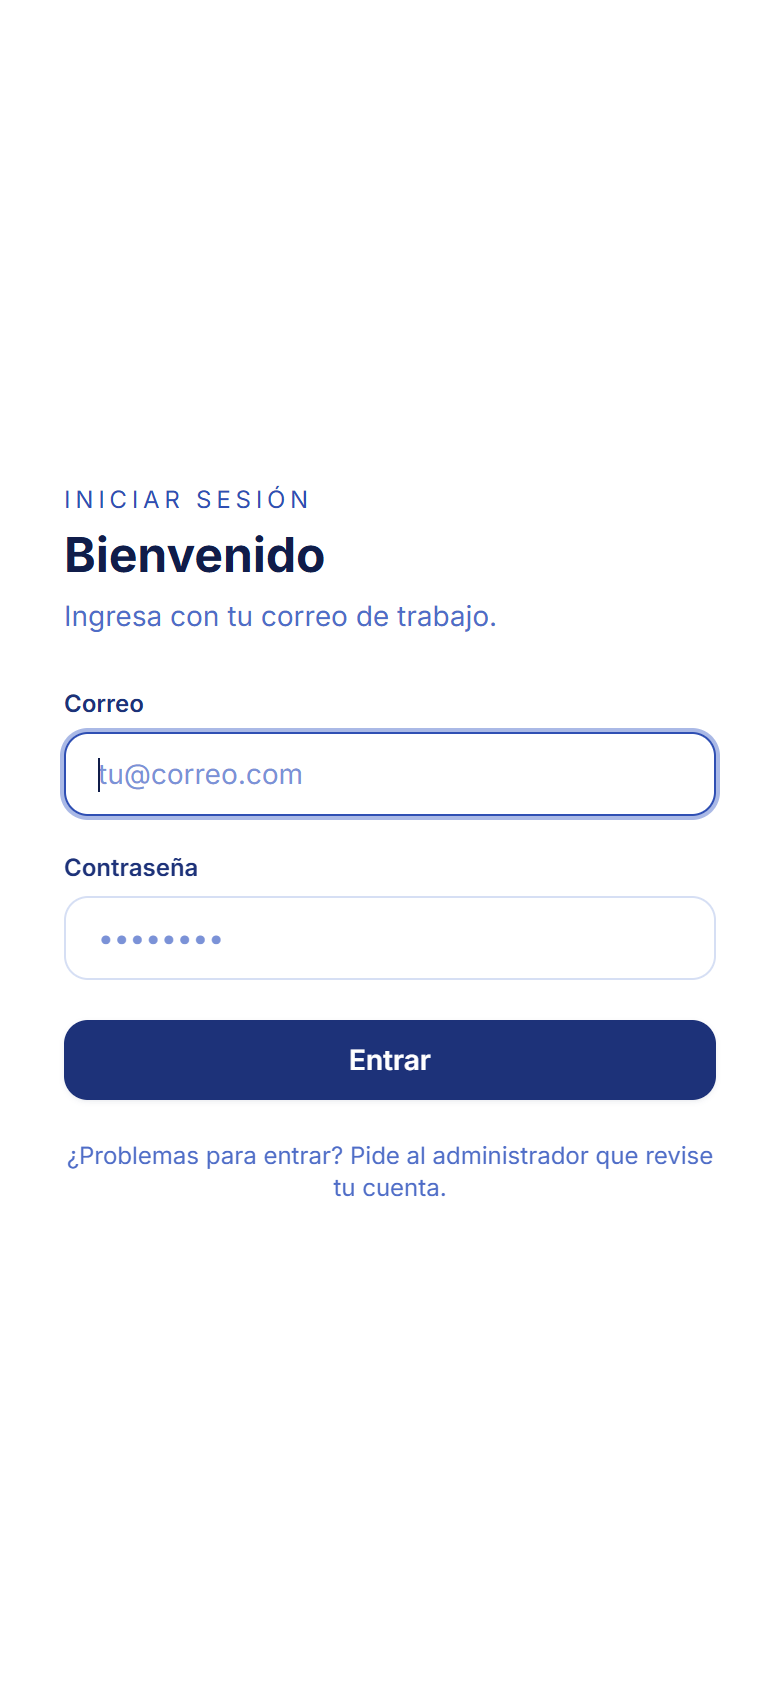 INICIAR SESIÓN
Bienvenido
Ingresa con tu correo de trabajo.
Correo
tu@correo.com
Contraseña
••••••••
Entrar
¿Problemas para entrar? Pide al administrador que revise
tu cuenta.